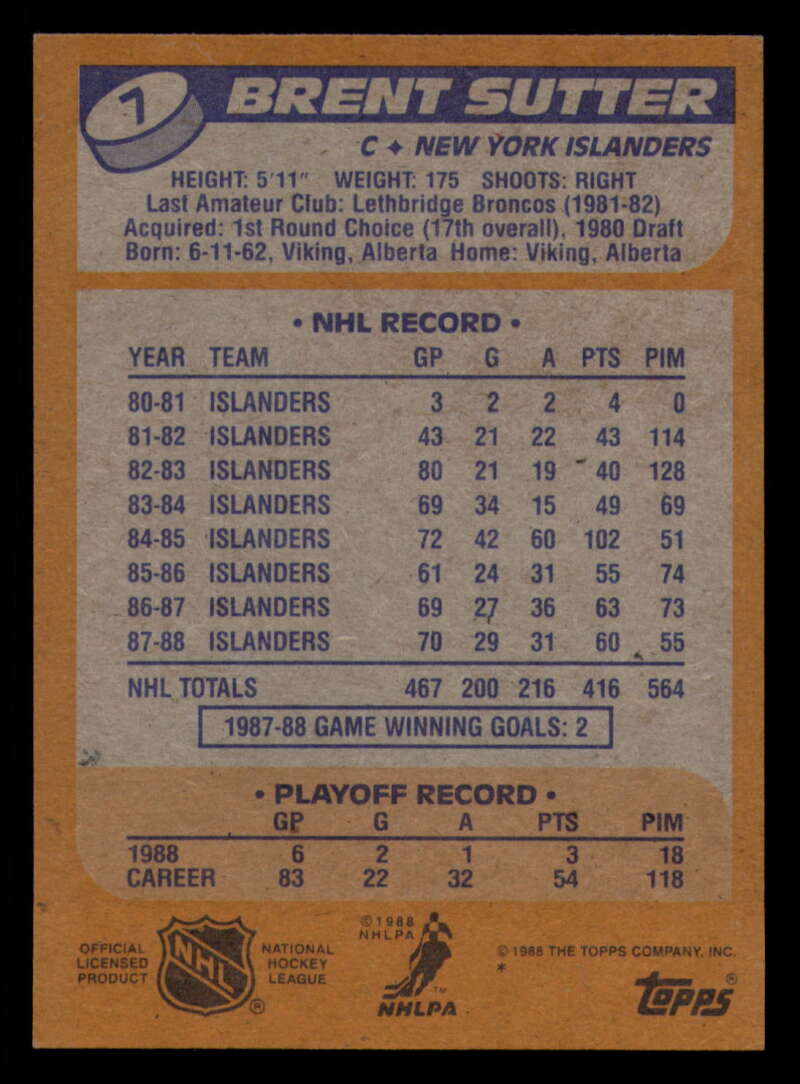 7
BRENT SUTTER
C ✦ NEW YORK ISLANDERS
HEIGHT: 5'11" WEIGHT: 175 SHOOTS: RIGHT
Last Amateur Club: Lethbridge Broncos (1981-82)
Acquired: 1st Round Choice (17th overall), 1980 Draft
Born: 6-11-62, Viking, Alberta Home: Viking, Alberta
• NHL RECORD •
YEAR TEAM GP G A PTS PIM
80-81 ISLANDERS 3 2 2 4 0
81-82 ISLANDERS 43 21 22 43 114
82-83 ISLANDERS 80 21 19 40 128
83-84 ISLANDERS 69 34 15 49 69
84-85 ISLANDERS 72 42 60 102 51
85-86 ISLANDERS 61 24 31 55 74
86-87 ISLANDERS 69 27 36 63 73
87-88 ISLANDERS 70 29 31 60 55
NHL TOTALS 467 200 216 416 564
1987-88 GAME WINNING GOALS: 2
• PLAYOFF RECORD •
GP G A PTS PIM
1988 6 2 1 3 18
CAREER 83 22 32 54 118
OFFICIAL
LICENSED
PRODUCT
NHL ®
NATIONAL
HOCKEY
LEAGUE
© 1988
NHLPA
™
NHLPA
© 1988 THE TOPPS COMPANY, INC.
*
topps ®